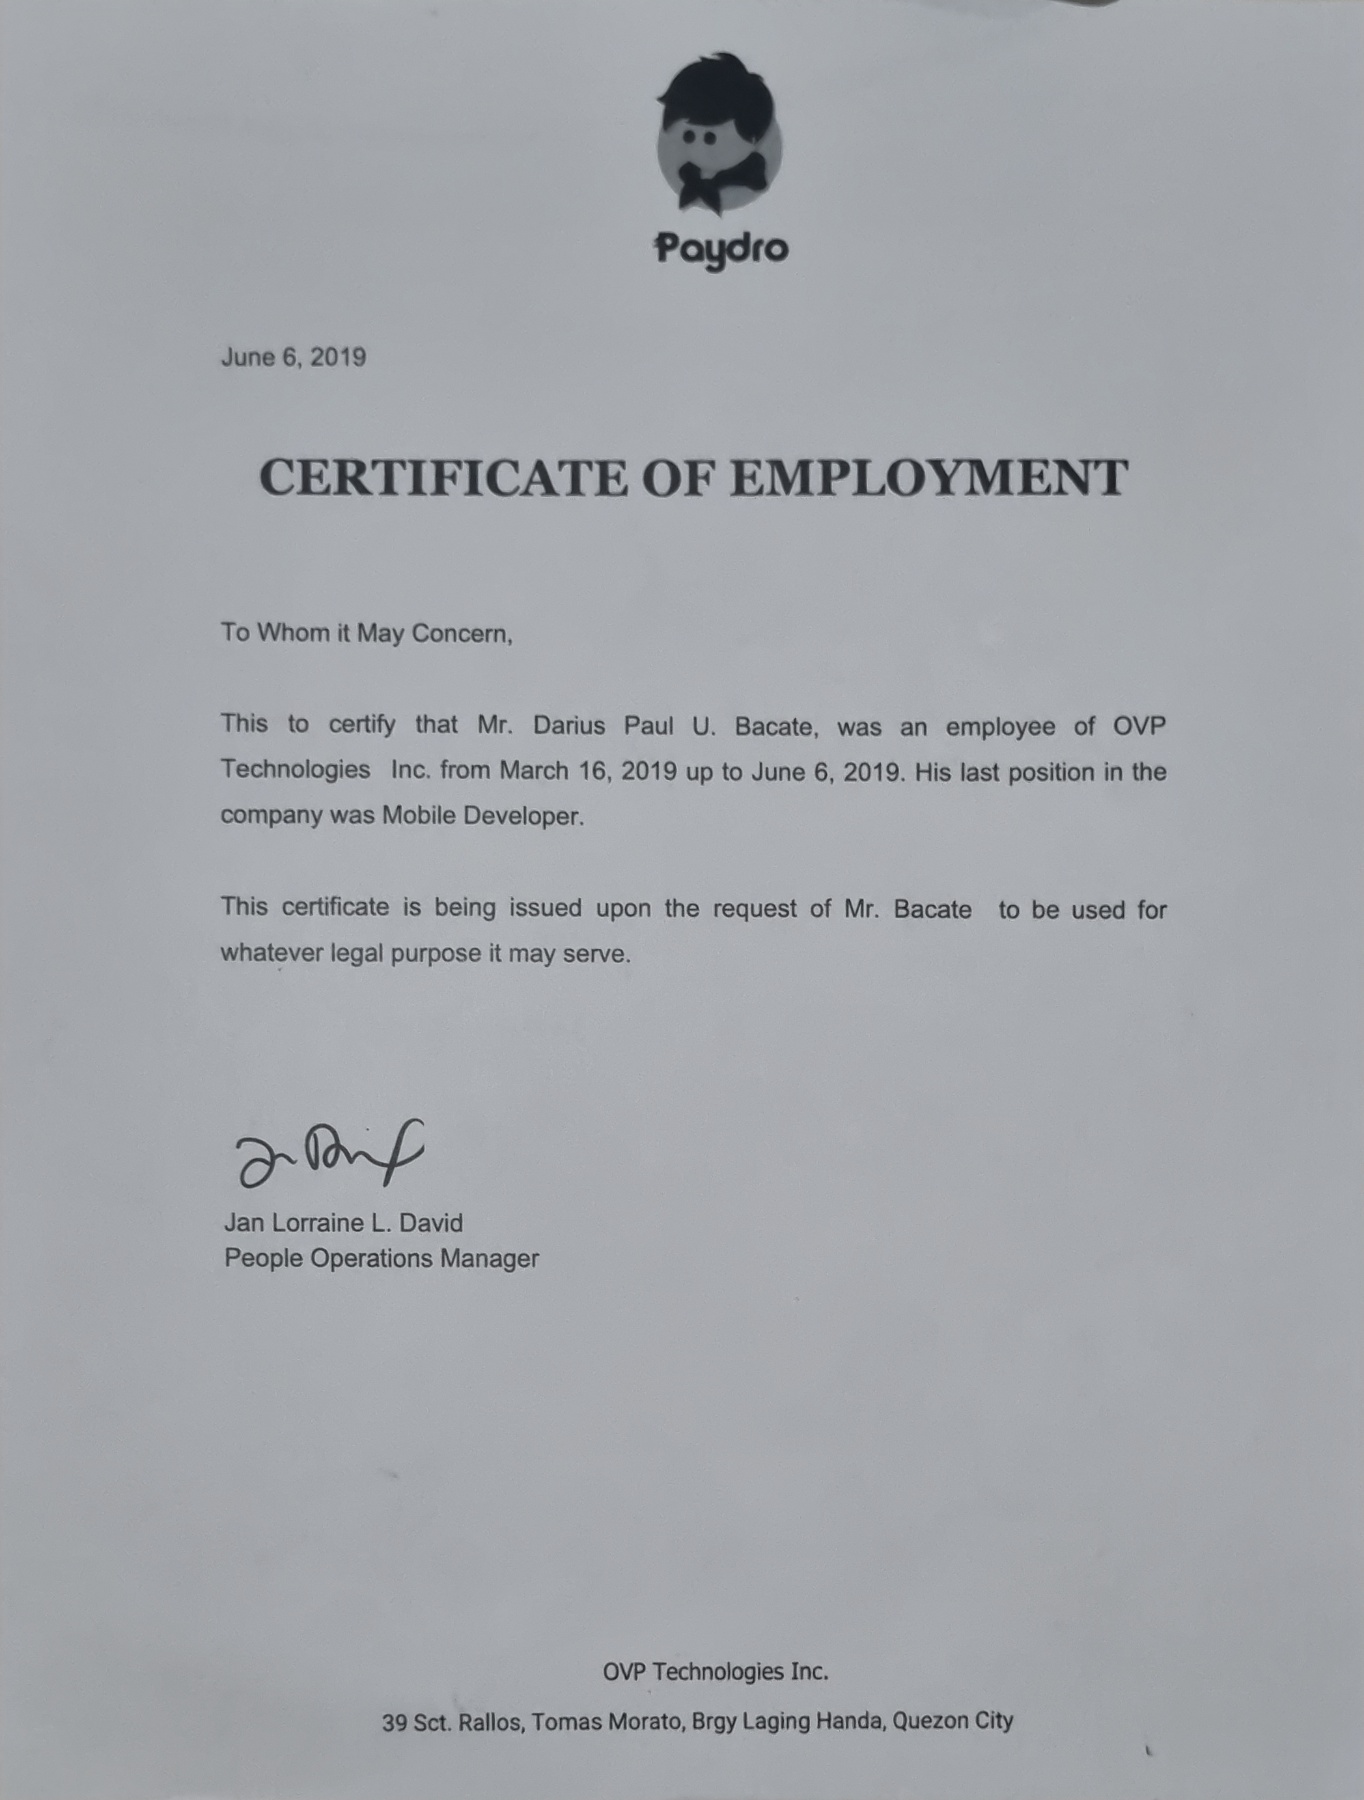 Paydro
June 6, 2019
CERTIFICATE OF EMPLOYMENT
To Whom it May Concern,
This to certify that Mr. Darius Paul U. Bacate, was an employee of OVP
Technologies Inc. from March 16, 2019 up to June 6, 2019. His last position in the
company was Mobile Developer.
This certificate is being issued upon the request of Mr. Bacate to be used for
whatever legal purpose it may serve.
Jan Lorraine L. David
People Operations Manager
OVP Technologies Inc.
39 Sct. Rallos, Tomas Morato, Brgy Laging Handa, Quezon City